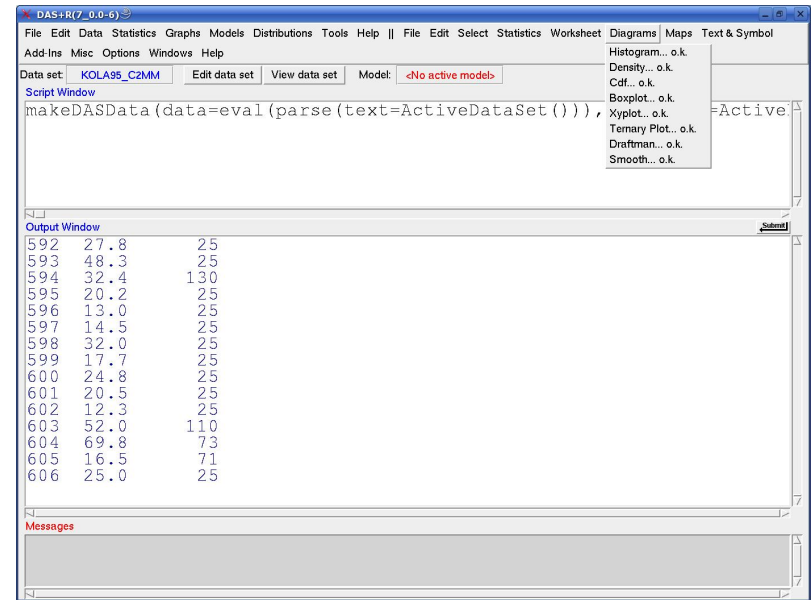 DAS+R(7_0.0-6)
File Edit Data Statistics Graphs Models Distributions Tools Help || File Edit Select Statistics Worksheet Diagrams Maps Text & Symbol
Add-Ins Misc Options Windows Help
Data set: KOLA95_C2MM Edit data set View data set Model: <No active model>
Histogram... o.k.
Density... o.k.
Cdf... o.k.
Boxplot... o.k.
Xyplot... o.k.
Ternary Plot... o.k.
Draftman... o.k.
Smooth... o.k.
Script Window
makeDASData(data=eval(parse(text=ActiveDataSet())), =Active
Submit
Output Window
592 27.8 25
593 48.3 25
594 32.4 130
595 20.2 25
596 13.0 25
597 14.5 25
598 32.0 25
599 17.7 25
600 24.8 25
601 20.5 25
602 12.3 25
603 52.0 110
604 69.8 73
605 16.5 71
606 25.0 25
Messages